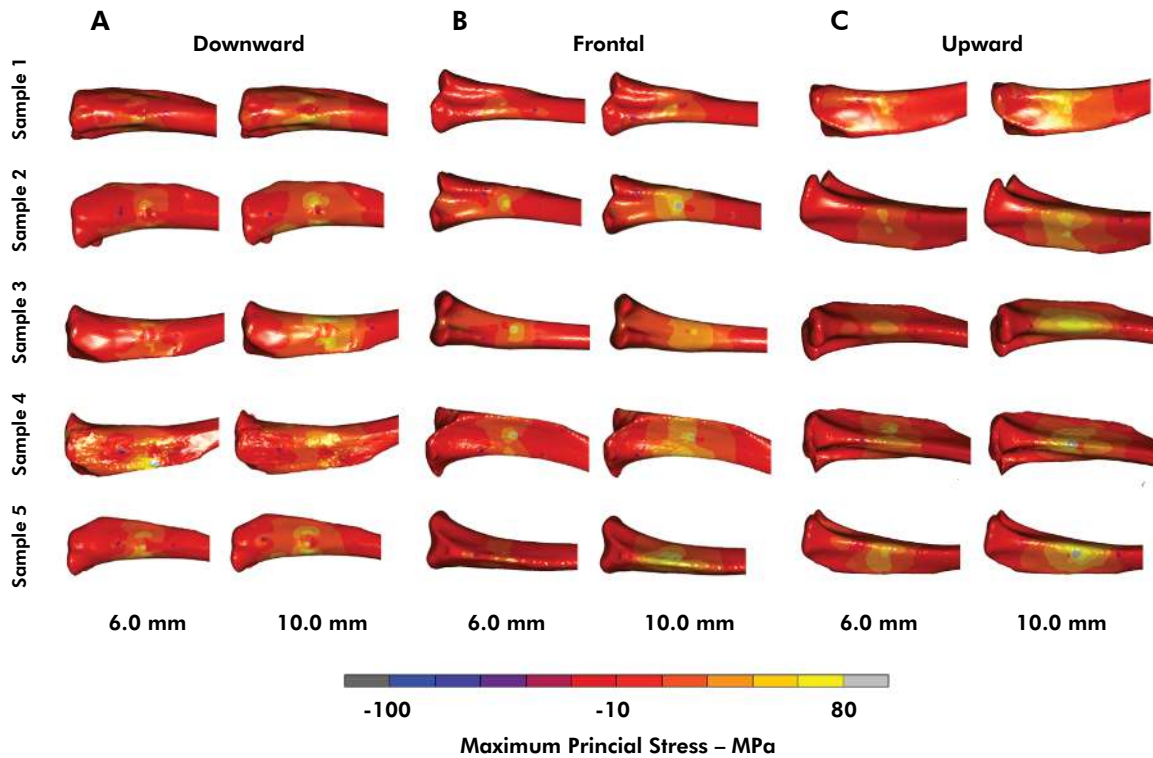 A B C
Downward Frontal Upward
Sample 1
Sample 2
Sample 3
Sample 4
Sample 5
6.0 mm 10.0 mm 6.0 mm 10.0 mm 6.0 mm 10.0 mm
-100 -10 80
Maximum Princial Stress – MPa